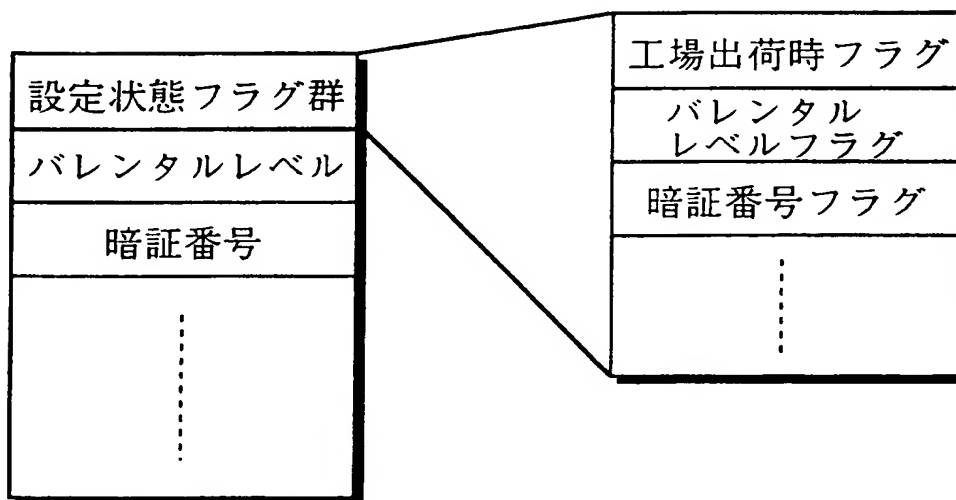 設定状態フラグ群
バレンタルレベル
暗証番号
工場出荷時フラグ
バレンタル
レベルフラグ
暗証番号フラグ